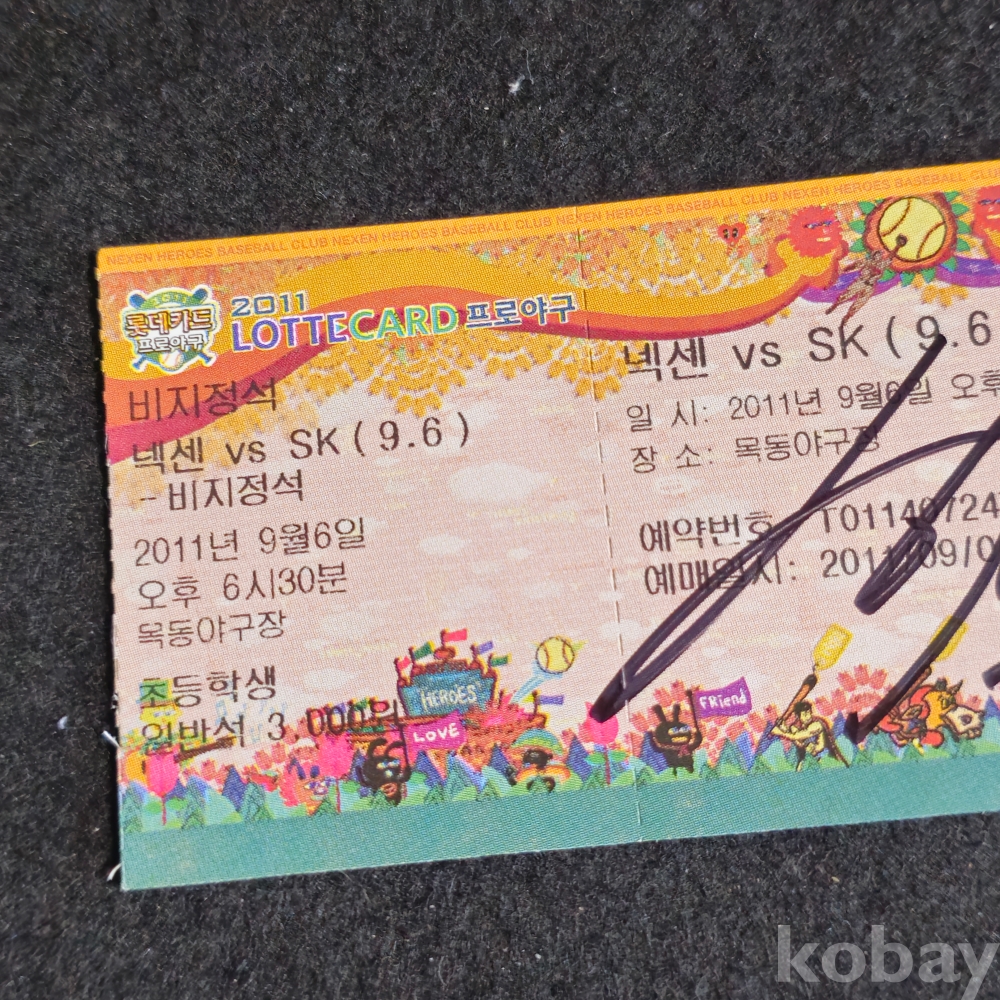 NEXEN HEROES BASEBALL CLUB NEXEN HEROES BASEBALL CLUB NEXEN HEROES BASEBALL CLUB NEXEN HEROES BASEBALL
2011
롯데카드
프로야구
2011
LOTTECARD 프로야구
비지정석
넥센 vs SK ( 9.6 )
- 비지정석
2011년 9월6일
오후 6시30분
목동야구장
초등학생
일반석 3,000원
넥센 vs SK ( 9.6
일 시: 2011년 9월6일 오후
장 소: 목동야구장
예약번호
예매일시: 2011/09/0
HEROES
LOVE
FRIEND
kobay